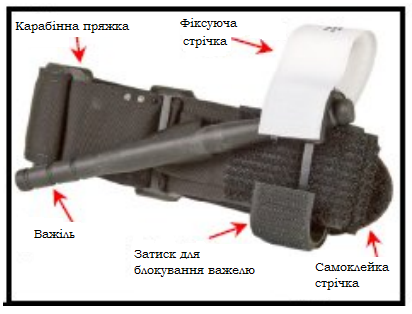 Карабінна пряжка
Фіксуюча
стрічка
Важіль
Затиск для
блокування важелю
Самоклейка
стрічка